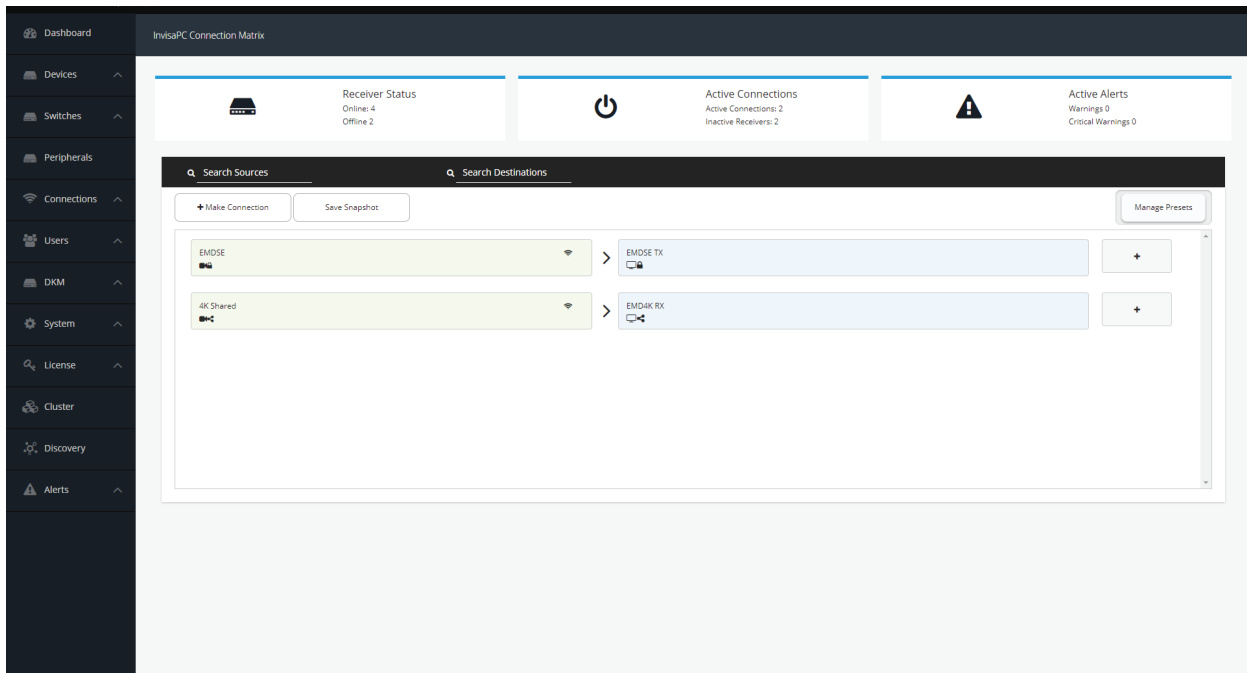 Dashboard
InvisaPC Connection Matrix
Devices
Switches
Peripherals
Connections
Users
DKM
System
License
Cluster
Discovery
Alerts
Receiver Status
Online: 4
Offline 2
Active Connections
Active Connections: 2
Inactive Receivers: 2
Active Alerts
Warnings 0
Critical Warnings 0
Search Sources
Search Destinations
+ Make Connection
Save Snapshot
Manage Presets
EMDSE
EMDSE TX
+
4K Shared
EMD4K RX
+